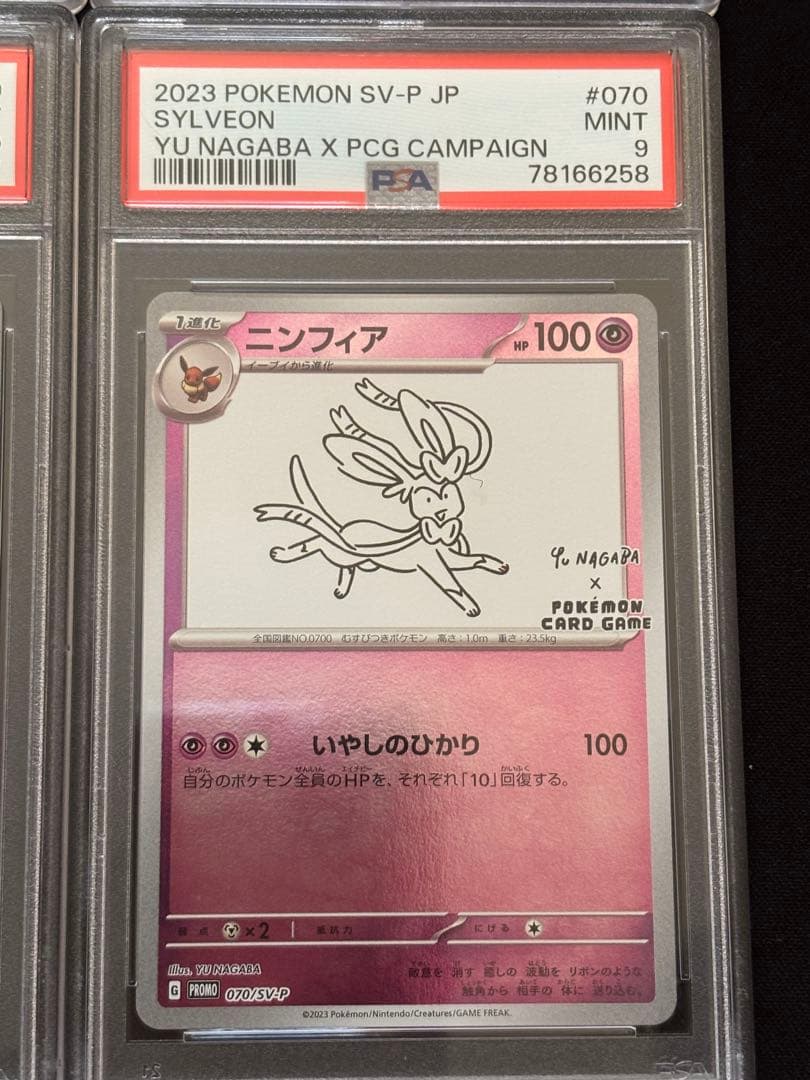 2023 POKEMON SV-P JP #070
SYLVEON MINT
YU NAGABA X PCG CAMPAIGN 9
PSA 78166258
1進化 ニンフィア HP 100
イーブイから進化
YU NAGABA
×
POKÉMON
CARD GAME
全国図鑑NO.0700 むすびつきポケモン 高さ:1.0m 重さ:23.5kg
いやしのひかり 100
自分のポケモン全員のHPを、それぞれ「10」回復する。
弱点 ×2 抵抗力 にげる
Illus. YU NAGABA
敵意を 消す 癒しの 波動を リボンのような
G PROMO 070/SV-P
触角から 相手の 体に 送り込む。
©2023 Pokémon/Nintendo/Creatures/GAME FREAK.